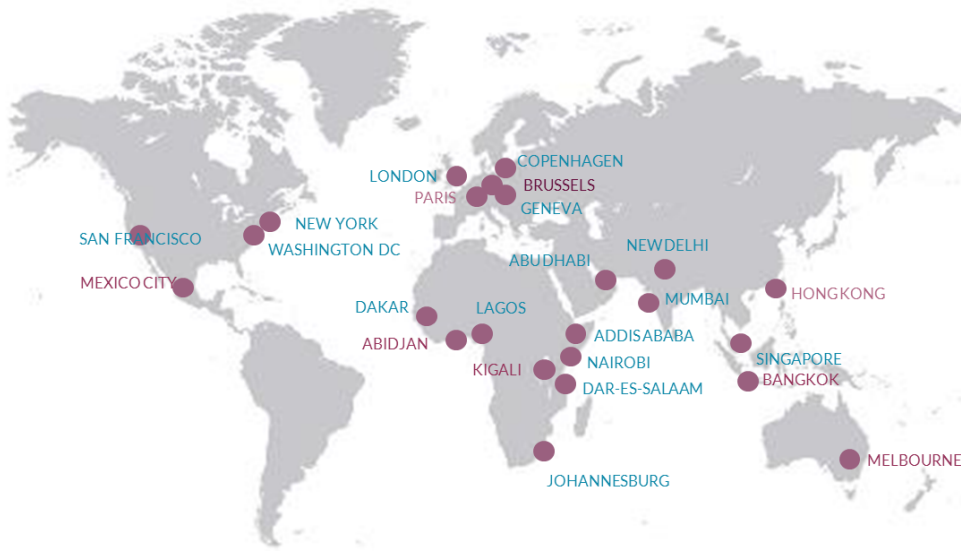 COPENHAGEN
LONDON
BRUSSELS
PARIS
GENEVA
NEW YORK
SAN FRANCISCO
WASHINGTON DC
NEW DELHI
ABU DHABI
MEXICO CITY
HONG KONG
MUMBAI
DAKAR
LAGOS
ADDIS ABABA
ABIDJAN
SINGAPORE
NAIROBI
KIGALI
BANGKOK
DAR-ES-SALAAM
MELBOURNE
JOHANNESBURG